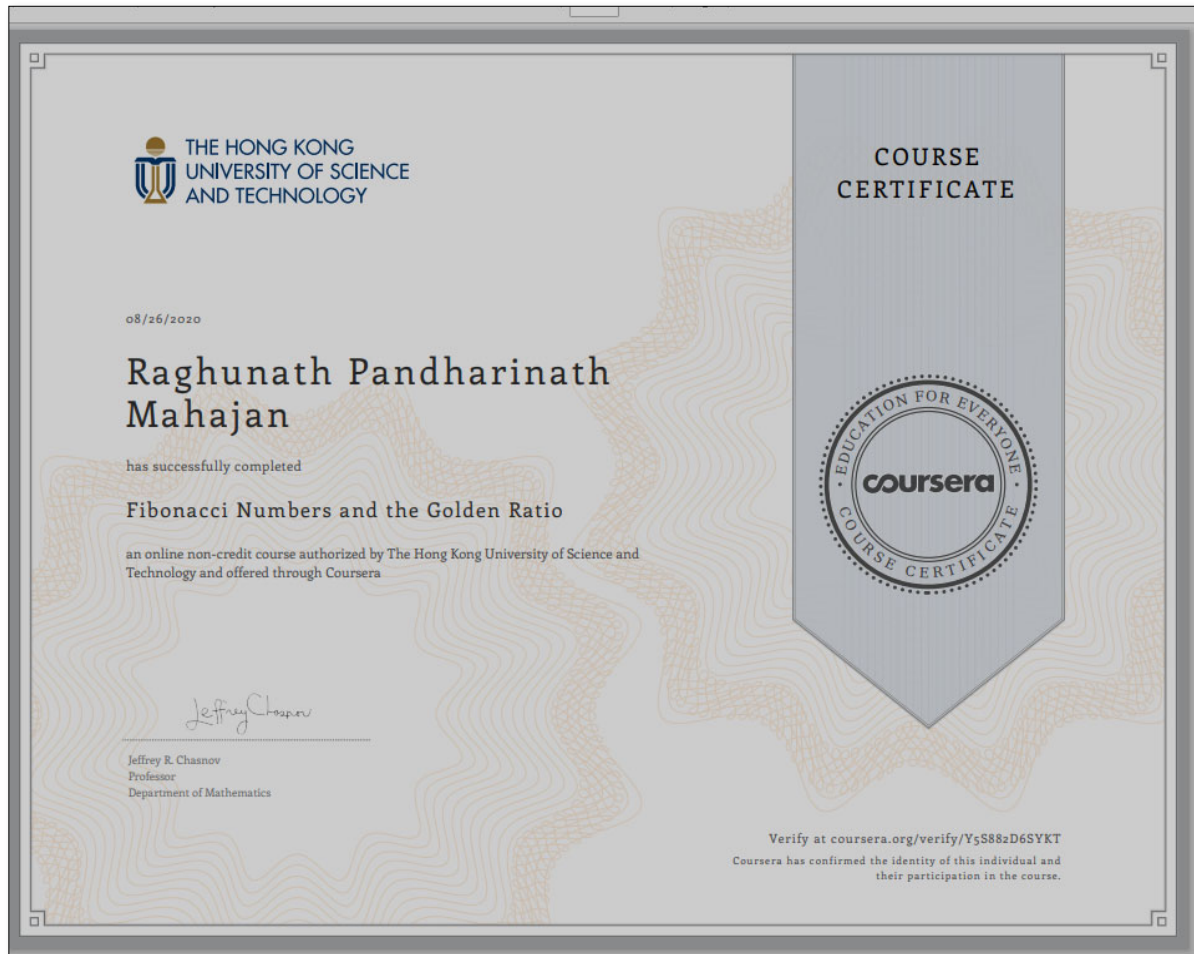 THE HONG KONG
UNIVERSITY OF SCIENCE
AND TECHNOLOGY
COURSE
CERTIFICATE
08/26/2020
Raghunath Pandharinath
Mahajan
has successfully completed
Fibonacci Numbers and the Golden Ratio
an online non-credit course authorized by The Hong Kong University of Science and
Technology and offered through Coursera
EDUCATION FOR EVERYONE
coursera
COURSE CERTIFICATE
Jeffrey Chasnov
Jeffrey R. Chasnov
Professor
Department of Mathematics
Verify at coursera.org/verify/Y5S882D6SYKT
Coursera has confirmed the identity of this individual and
their participation in the course.